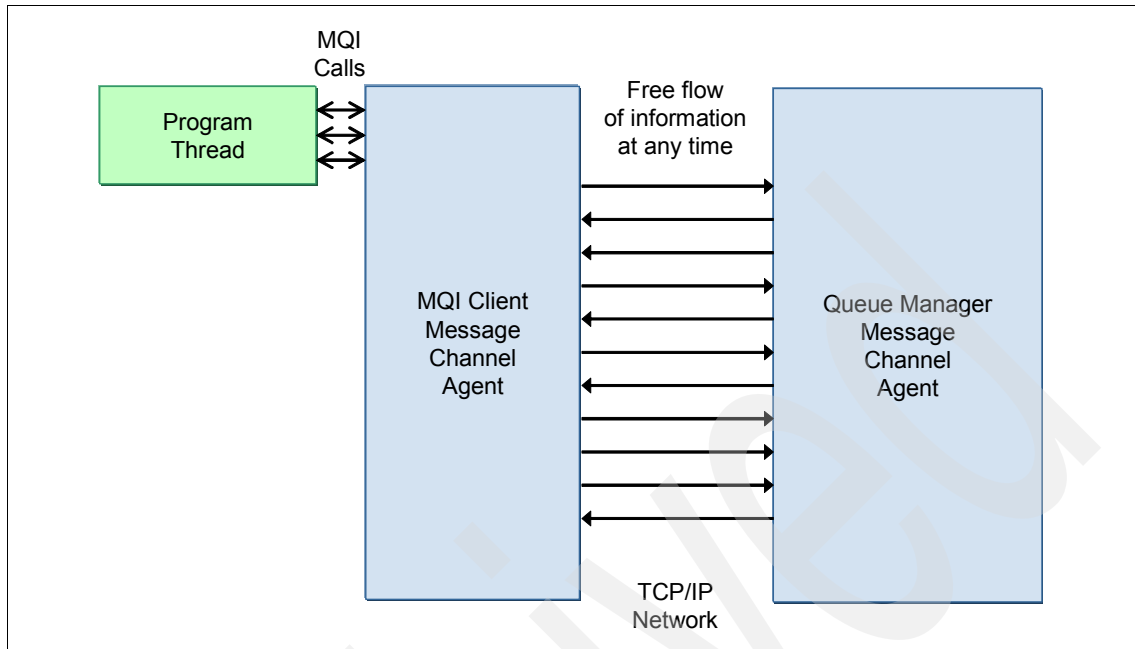 MQI
Calls
Program
Thread
Free flow
of information
at any time
MQI Client
Message
Channel
Agent
Queue Manager
Message
Channel
Agent
TCP/IP
Network